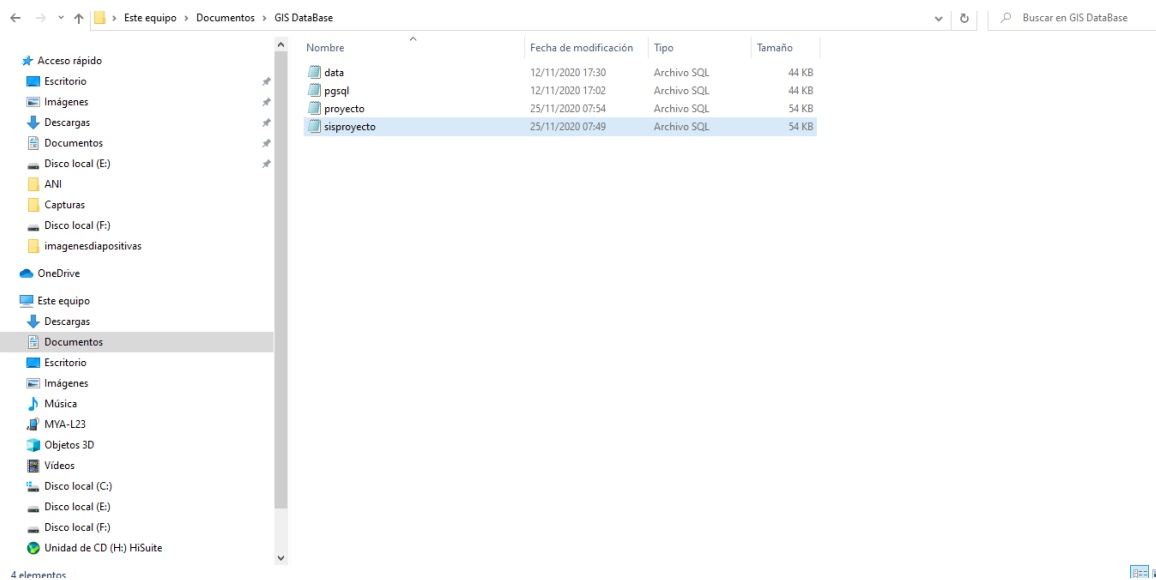 Este equipo > Documentos > GIS DataBase
Buscar en GIS DataBase
Acceso rápido
Escritorio
Imágenes
Descargas
Documentos
Disco local (E:)
ANI
Capturas
Disco local (F:)
imagenesdiapositivas
OneDrive
Este equipo
Descargas
Documentos
Escritorio
Imágenes
Música
MYA-L23
Objetos 3D
Vídeos
Disco local (C:)
Disco local (E:)
Disco local (F:)
Unidad de CD (H:) HiSuite
Nombre Fecha de modificación Tipo Tamaño
data 12/11/2020 17:30 Archivo SQL 44 KB
pgsql 12/11/2020 17:02 Archivo SQL 44 KB
proyecto 25/11/2020 07:54 Archivo SQL 54 KB
sisproyecto 25/11/2020 07:49 Archivo SQL 54 KB
4 elementos